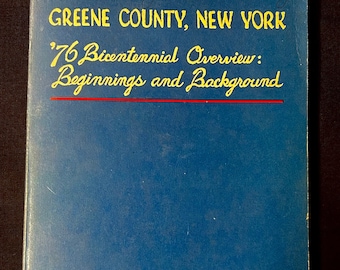 GREENE COUNTY, NEW YORK
'76 Bicentennial Overview:
Beginnings and Background